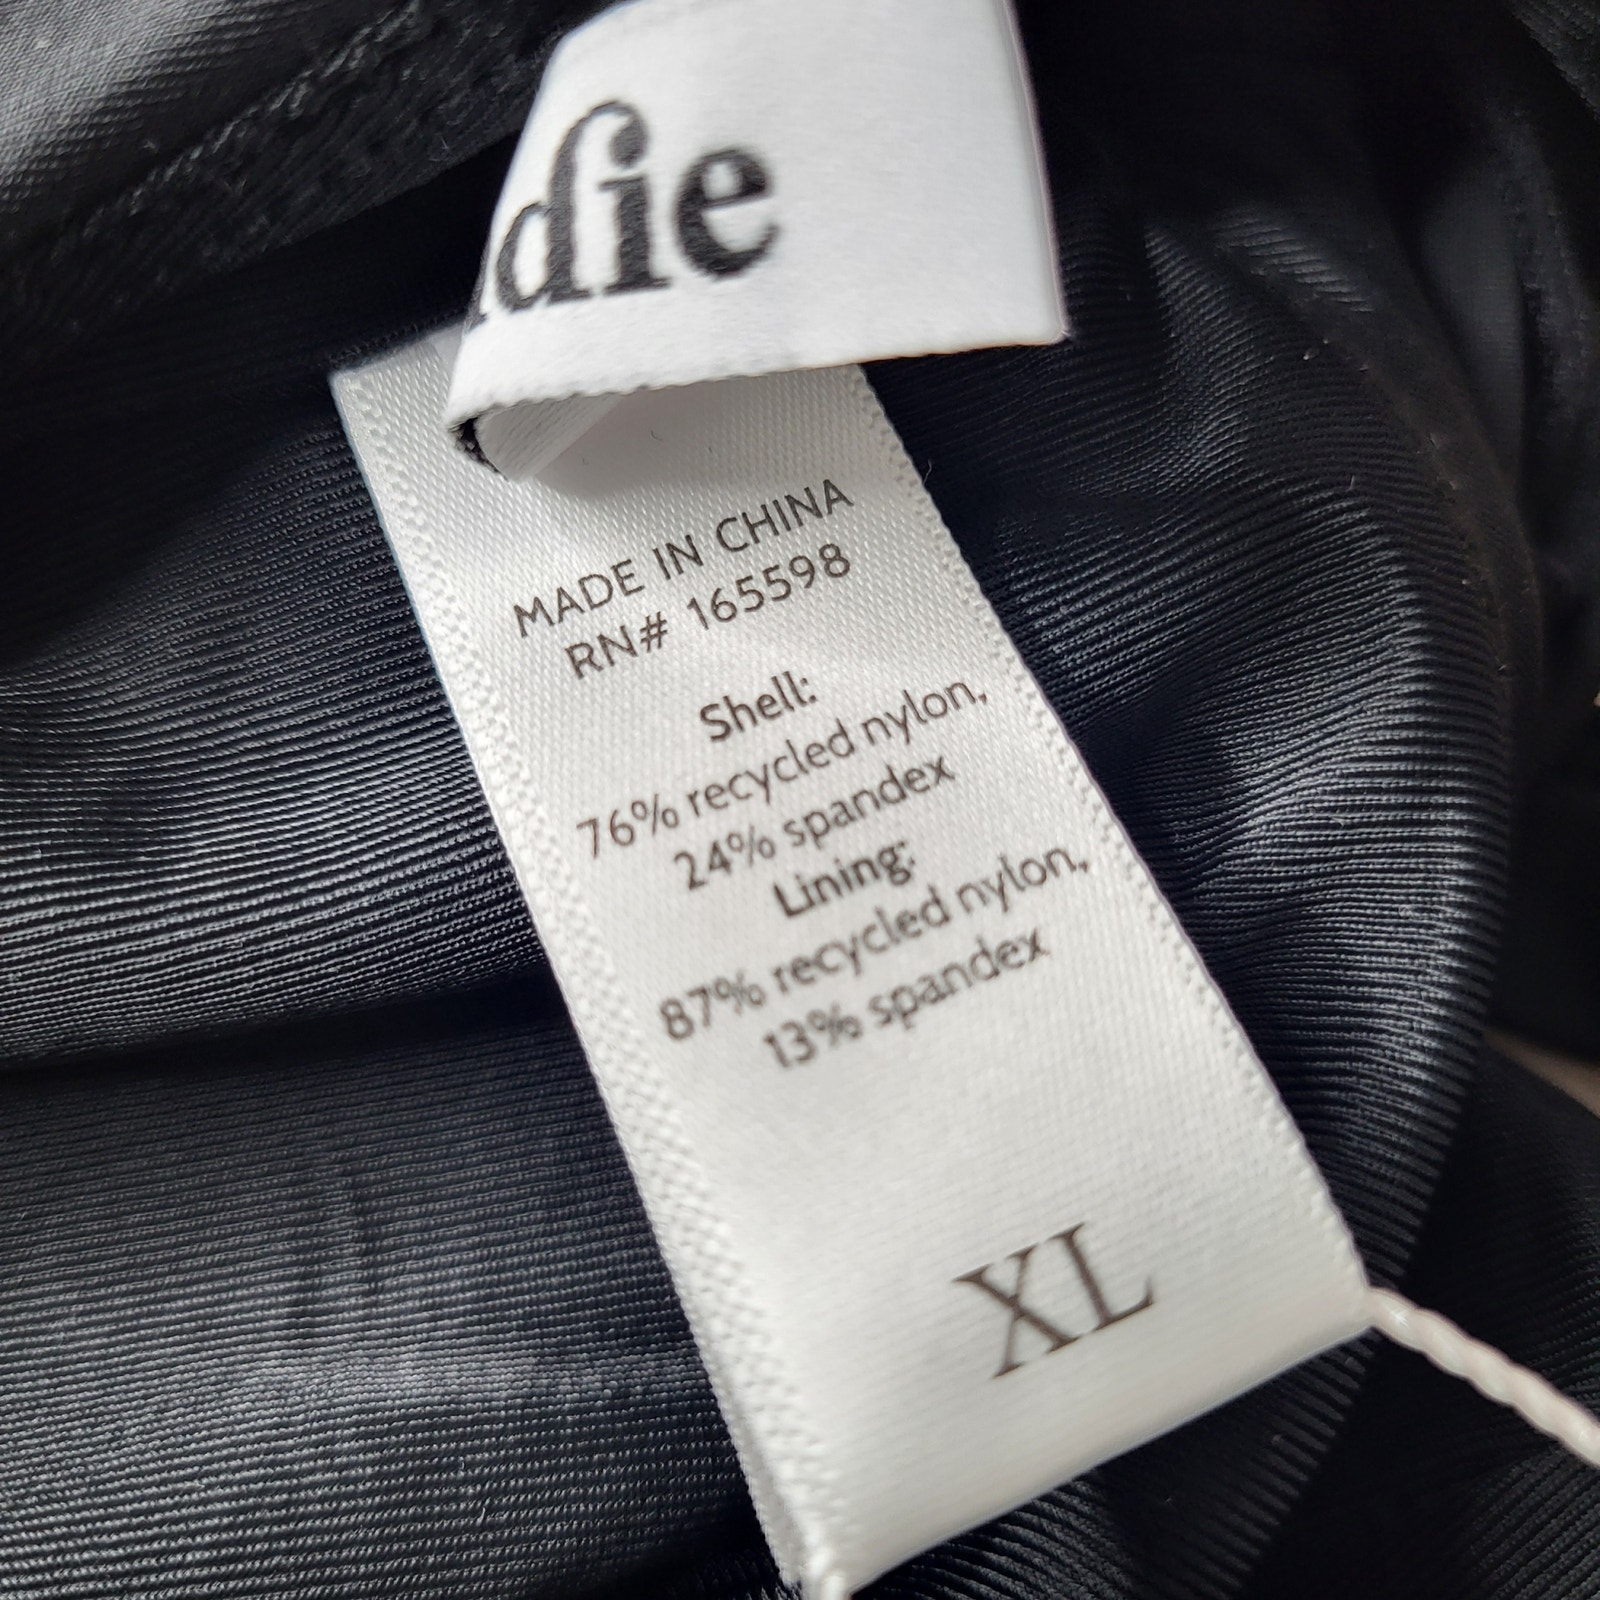 die
MADE IN CHINA
RN# 165598
Shell:
76% recycled nylon,
24% spandex
Lining:
87% recycled nylon,
13% spandex
XL